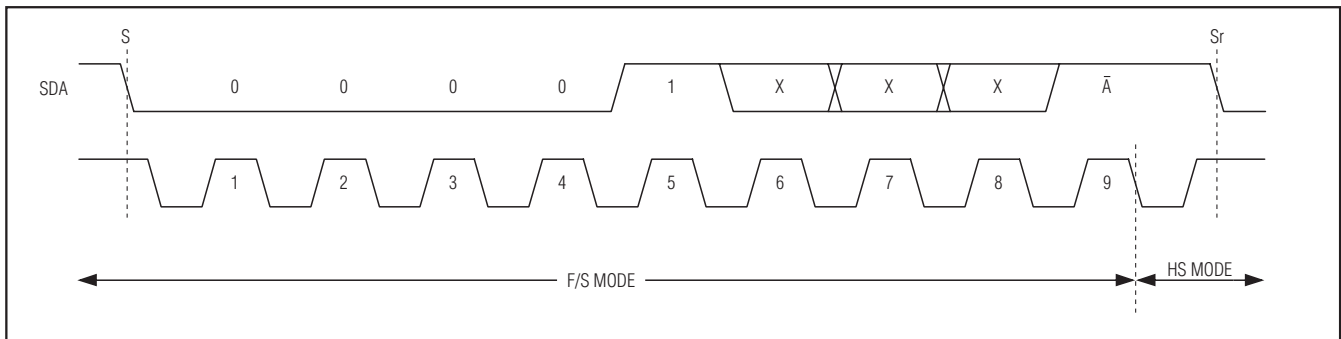 S Sr
SDA 0 0 0 0 1 X X X Ā
1 2 3 4 5 6 7 8 9
F/S MODE HS MODE